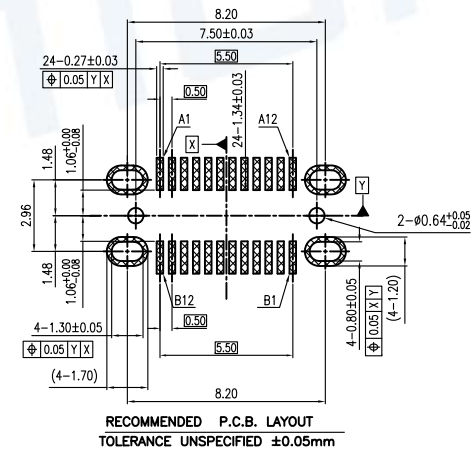 8.20
7.50±0.03
24-0.27±0.03
⌖ 0.05 Y X
5.50
0.50
24-1.34±0.03
A1
A12
X
Y
1.48
1.06+0.00-0.08
2.96
1.48
1.06+0.00-0.08
2-ø0.64+0.05-0.02
B12
B1
4-1.30±0.05
⌖ 0.05 Y X
(4-1.70)
0.50
5.50
8.20
4-0.80±0.05
⌖ 0.05 X Y
(4-1.20)
RECOMMENDED P.C.B. LAYOUT
TOLERANCE UNSPECIFIED ±0.05mm